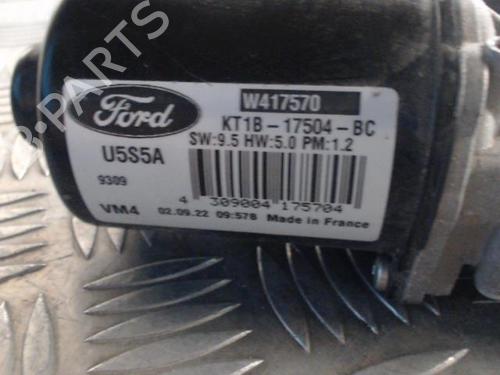 W417570
Ford
KT1B-17504-BC
SW:9.5 HW:5.0 PM:1.2
U5S5A
9309
4 309004 175704
VM4 02.09.22 09:578 Made in France
PARTS